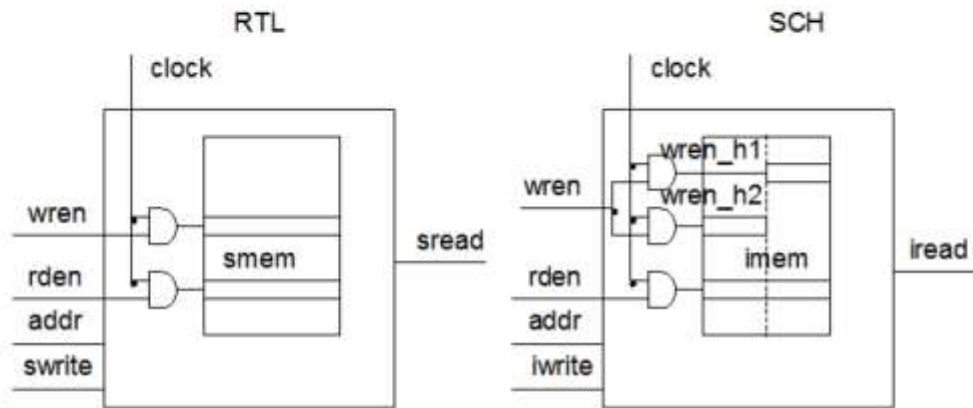 RTL
clock
wren
rden
addr
swrite
smem
sread
SCH
clock
wren_h1
wren
wren_h2
rden
addr
iwrite
imem
iread